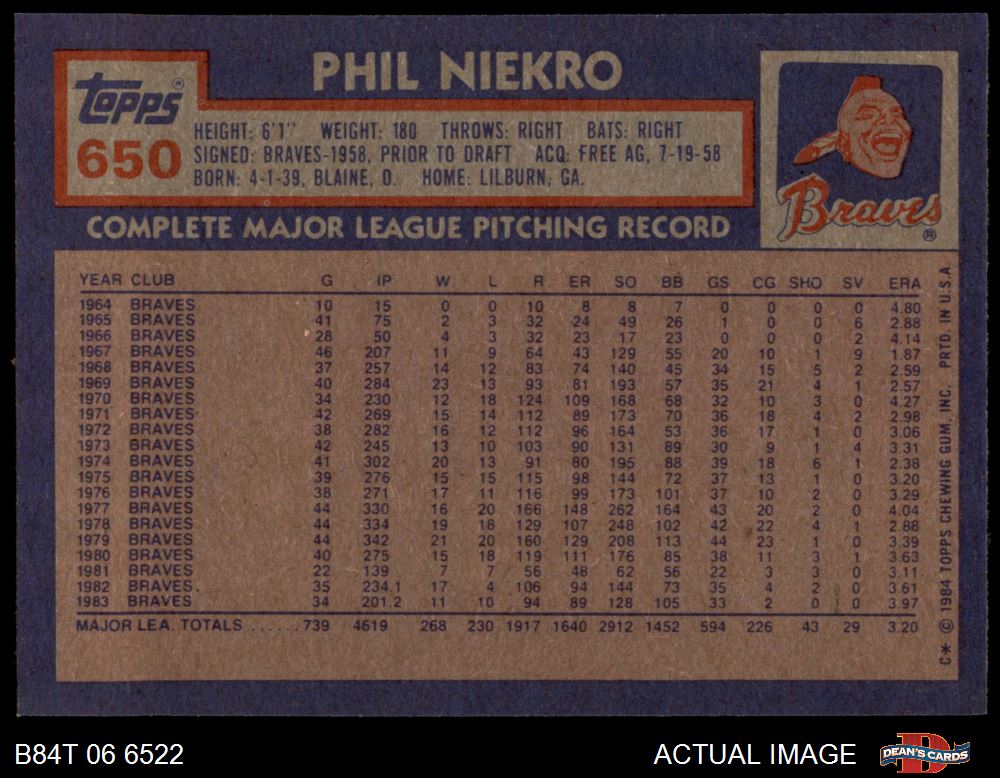 PHIL NIEKRO
Topps®
650
HEIGHT: 6'1" WEIGHT: 180 THROWS: RIGHT BATS: RIGHT
SIGNED: BRAVES-1958, PRIOR TO DRAFT ACQ: FREE AG, 7-19-58
BORN: 4-1-39, BLAINE, O. HOME: LILBURN, GA.
Braves®
COMPLETE MAJOR LEAGUE PITCHING RECORD
YEAR CLUB G IP W L R ER SO BB GS CG SHO SV ERA
1964 BRAVES 10 15 0 0 10 8 8 7 0 0 0 0 4.80
1965 BRAVES 41 75 2 3 32 24 49 26 1 0 0 6 2.88
1966 BRAVES 28 50 4 3 32 23 17 23 0 0 0 2 4.14
1967 BRAVES 46 207 11 9 64 43 129 55 20 10 1 9 1.87
1968 BRAVES 37 257 14 12 83 74 140 45 34 15 5 2 2.59
1969 BRAVES 40 284 23 13 93 81 193 57 35 21 4 1 2.57
1970 BRAVES 34 230 12 18 124 109 168 68 32 10 3 0 4.27
1971 BRAVES 42 269 15 14 112 89 173 70 36 18 4 2 2.98
1972 BRAVES 38 282 16 12 112 96 164 53 36 17 1 0 3.06
1973 BRAVES 42 245 13 10 103 90 131 89 30 9 1 4 3.31
1974 BRAVES 41 302 20 13 91 80 195 88 39 18 6 1 2.38
1975 BRAVES 39 276 15 15 115 98 144 72 37 13 1 0 3.20
1976 BRAVES 38 271 17 11 116 99 173 101 37 10 2 0 3.29
1977 BRAVES 44 330 16 20 166 148 262 164 43 20 2 0 4.04
1978 BRAVES 44 334 19 18 129 107 248 102 42 22 4 1 2.88
1979 BRAVES 44 342 21 20 160 129 208 113 44 23 1 0 3.39
1980 BRAVES 40 275 15 18 119 111 176 85 38 11 3 1 3.63
1981 BRAVES 22 139 7 7 56 48 62 56 22 3 3 0 3.11
1982 BRAVES. 35 234.1 17 4 106 94 144 73 35 4 2 0 3.61
1983 BRAVES 34 201.2 11 10 94 89 128 105 33 2 0 0 3.97
MAJOR LEA. TOTALS ...... 739 4619 268 230 1917 1640 2912 1452 594 226 43 29 3.20
C* © 1984 TOPPS CHEWING GUM, INC. PRTD. IN U.S.A.
B84T 06 6522
ACTUAL IMAGE
D
DEAN'S CARDS